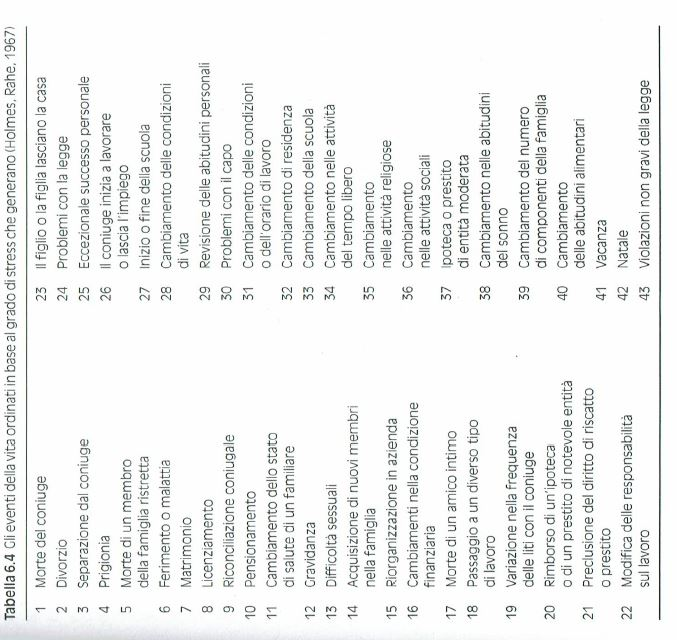 Tabella 6.4 Gli eventi della vita ordinati in base al grado di stress che generano (Holmes, Rahe, 1967)
1 Morte del coniuge
2 Divorzio
3 Separazione dal coniuge
4 Prigionia
5 Morte di un membro
della famiglia ristretta
6 Ferimento o malattia
7 Matrimonio
8 Licenziamento
9 Riconciliazione coniugale
10 Pensionamento
11 Cambiamento dello stato
di salute di un familiare
12 Gravidanza
13 Difficoltà sessuali
14 Acquisizione di nuovi membri
nella famiglia
15 Riorganizzazione in azienda
16 Cambiamenti nella condizione
finanziaria
17 Morte di un amico intimo
18 Passaggio a un diverso tipo
di lavoro
19 Variazione nella frequenza
delle liti con il coniuge
20 Rimborso di un'ipoteca
o di un prestito di notevole entità
21 Preclusione del diritto di riscatto
o prestito
22 Modifica delle responsabilità
sul lavoro
23 Il figlio o la figlia lasciano la casa
24 Problemi con la legge
25 Eccezionale successo personale
26 Il coniuge inizia a lavorare
o lascia l'impiego
27 Inizio o fine della scuola
28 Cambiamento delle condizioni
di vita
29 Revisione delle abitudini personali
30 Problemi con il capo
31 Cambiamento delle condizioni
o dell'orario di lavoro
32 Cambiamento di residenza
33 Cambiamento della scuola
34 Cambiamento nelle attività
del tempo libero
35 Cambiamento
nelle attività religiose
36 Cambiamento
nelle attività sociali
37 Ipoteca o prestito
di entità moderata
38 Cambiamento nelle abitudini
del sonno
39 Cambiamento del numero
di componenti della famiglia
40 Cambiamento
delle abitudini alimentari
41 Vacanza
42 Natale
43 Violazioni non gravi della legge